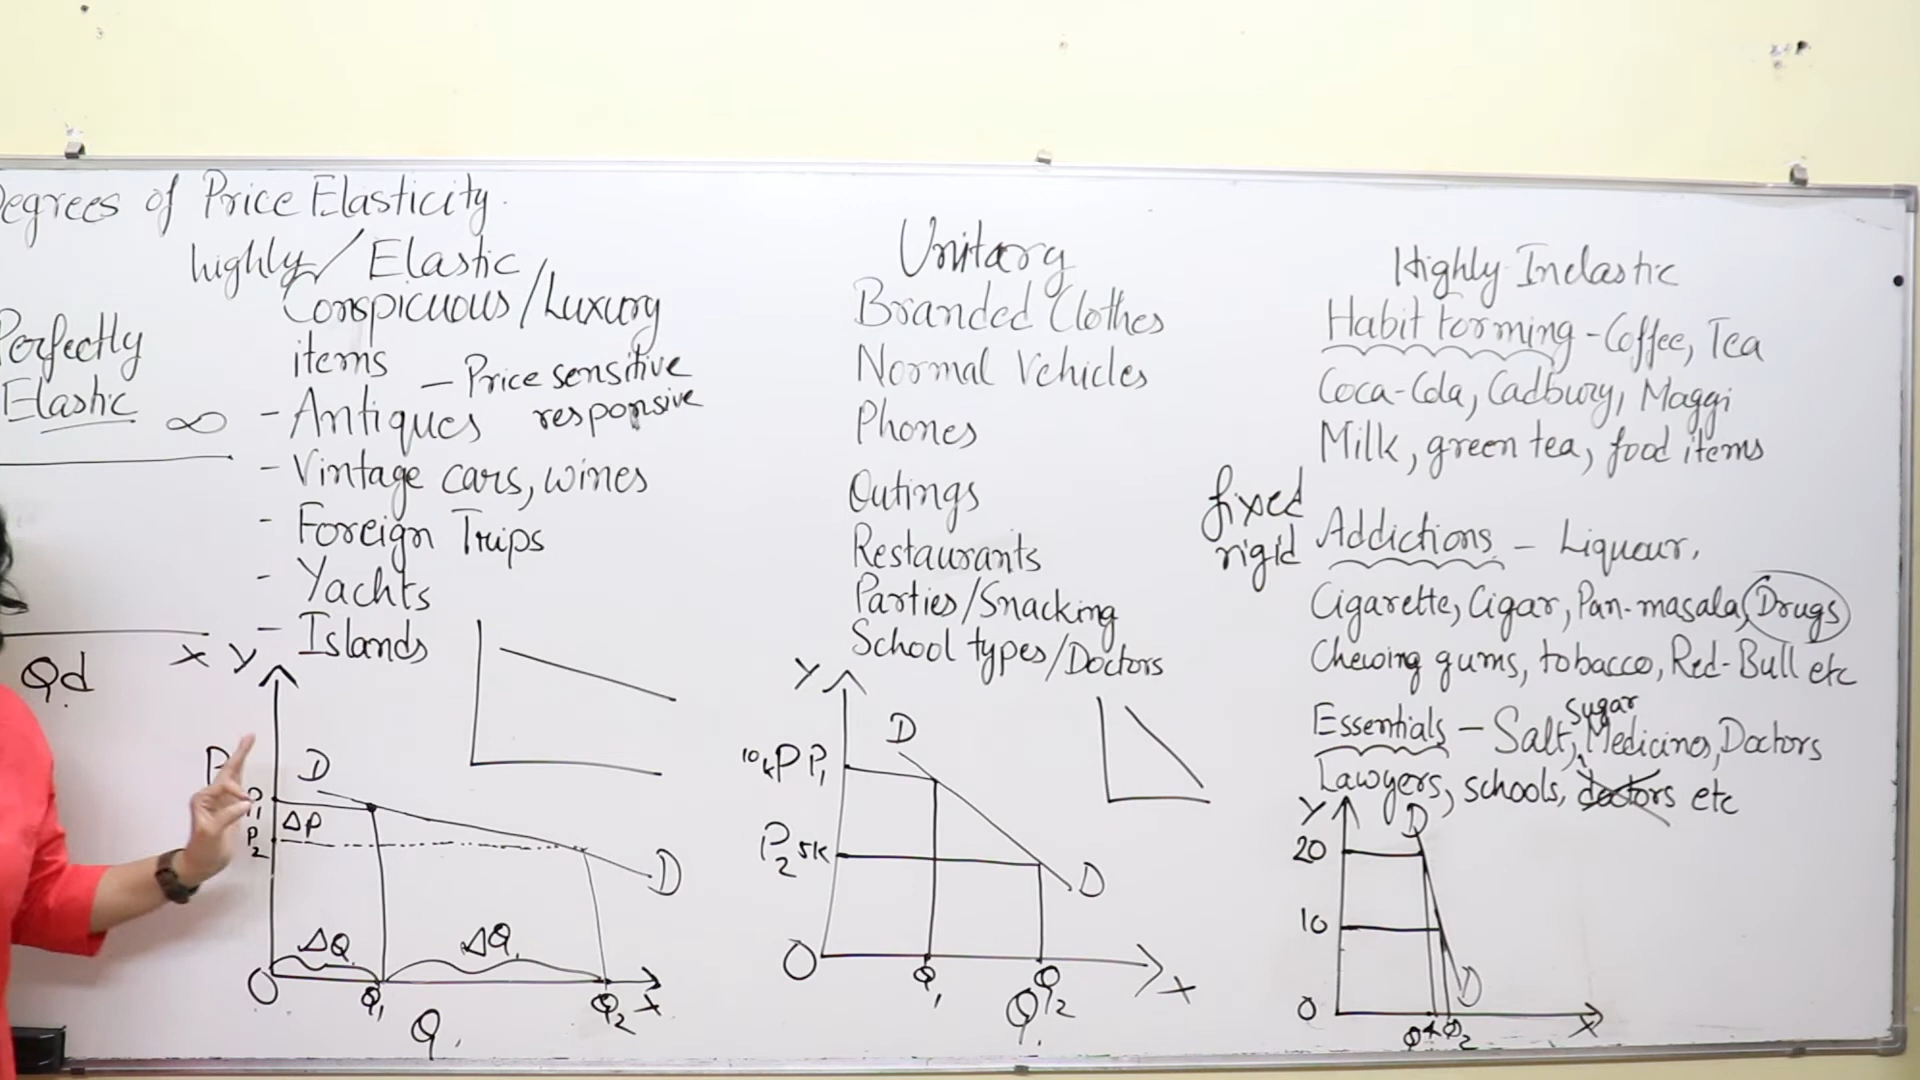 Degrees of Price Elasticity.
Perfectly
Elastic
∞
Qd
X
highly / Elastic
Conspicuous/Luxury
items
- Price sensitive
responsive
- Antiques
- Vintage cars, wines
- Foreign Trips
- Yachts
- Islands
Y
P
D
P1
ΔP
P2
D
ΔQ
ΔQ
O
Q1
Q2
X
Q
Unitary
Branded Clothes
Normal Vehicles
Phones
Outings
Restaurants
Parties/Snacking
School types/Doctors
Y
D
10k P P1
P2 5k
D
O
Q1
Q2
X
Q
Highly Inelastic
Habit forming - Coffee, Tea
Coca-Cola, Cadbury, Maggi
Milk, green tea, food items
fixed
rigid
Addictions - Liqueur,
Cigarette, Cigar, Pan-masala, Drugs
Chewing gums, tobacco, Red-Bull etc
sugar
Essentials - Salt, Medicines, Doctors
Lawyers, schools, doctors etc
Y
D
20
10
D
O
Q2
X